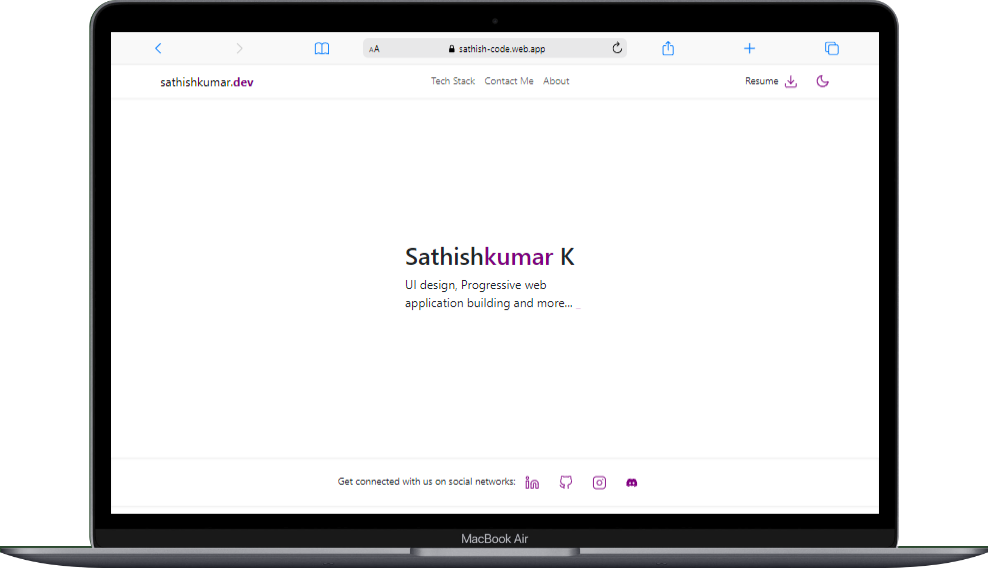 AA sathish-code.web.app
sathishkumar.dev Tech Stack Contact Me About Resume
Sathishkumar K
UI design, Progressive web
application building and more... _
Get connected with us on social networks: in
MacBook Air